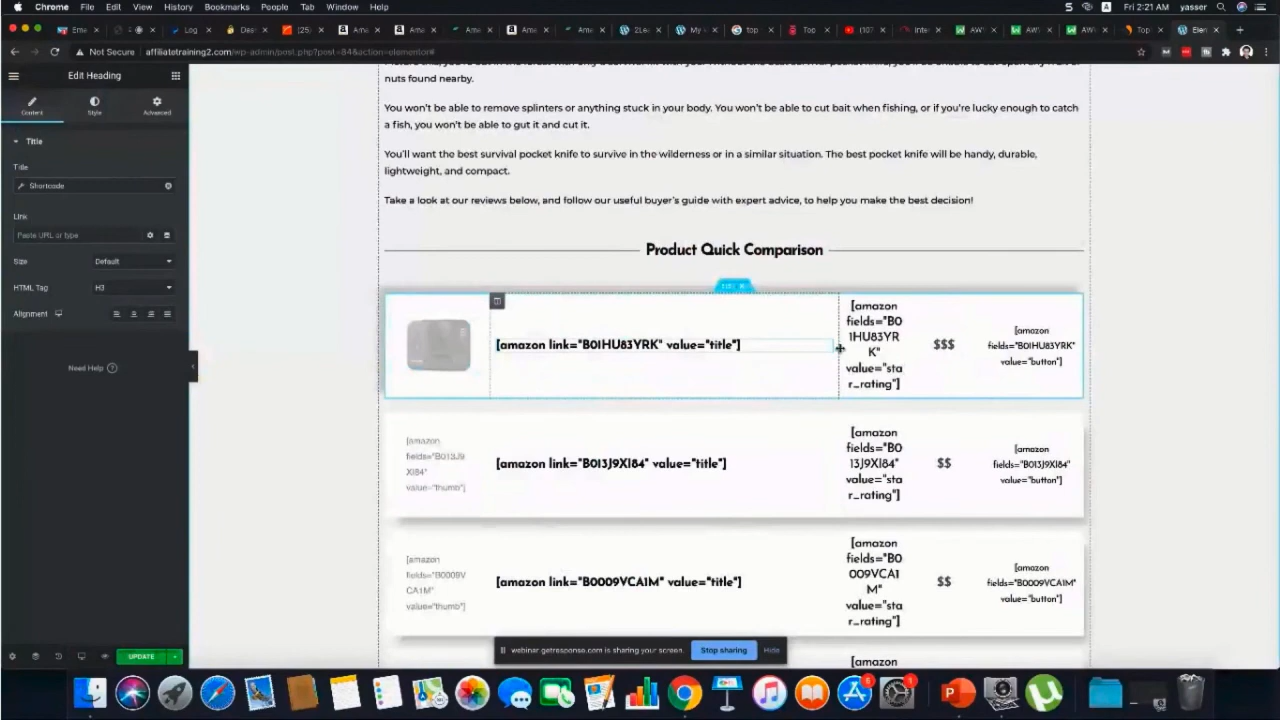 Chrome File Edit View History Bookmarks People Tab Window Help
Fri 2:21 AM yasser
Not Secure affiliatetraining2.com/wp-admin/post.php?post=84&action=elementor#
Edit Heading
Content Style Advanced
Title
Title
Shortcode
Link
Paste URL or type
Size Default
HTML Tag H3
Alignment
Need Help
UPDATE
nuts found nearby.
You won't be able to remove splinters or anything stuck in your body. You won't be able to cut bait when fishing, or if you're lucky enough to catch
a fish, you won't be able to gut it and cut it.
You'll want the best survival pocket knife to survive in the wilderness or in a similar situation. The best pocket knife will be handy, durable,
lightweight, and compact.
Take a look at our reviews below, and follow our useful buyer's guide with expert advice, to help you make the best decision!
Product Quick Comparison
[amazon link="B01HU83YRK" value="title"]
[amazon
fields="B0
1HU83YR
K"
value="sta
r_rating"]
$$$
[amazon
fields="B01HU83YRK"
value="button"]
[amazon
fields="B013J9
XI84"
value="thumb"]
[amazon link="B013J9XI84" value="title"]
[amazon
fields="B0
13J9XI84"
value="sta
r_rating"]
$$
[amazon
fields="B013J9XI84"
value="button"]
[amazon
fields="B0009V
CA1M"
value="thumb"]
[amazon link="B0009VCA1M" value="title"]
[amazon
fields="B0
009VCA1
M"
value="sta
r_rating"]
$$
[amazon
fields="B0009VCA1M"
value="button"]
[amazon
webinar.getresponse.com is sharing your screen.
Stop sharing
Hide